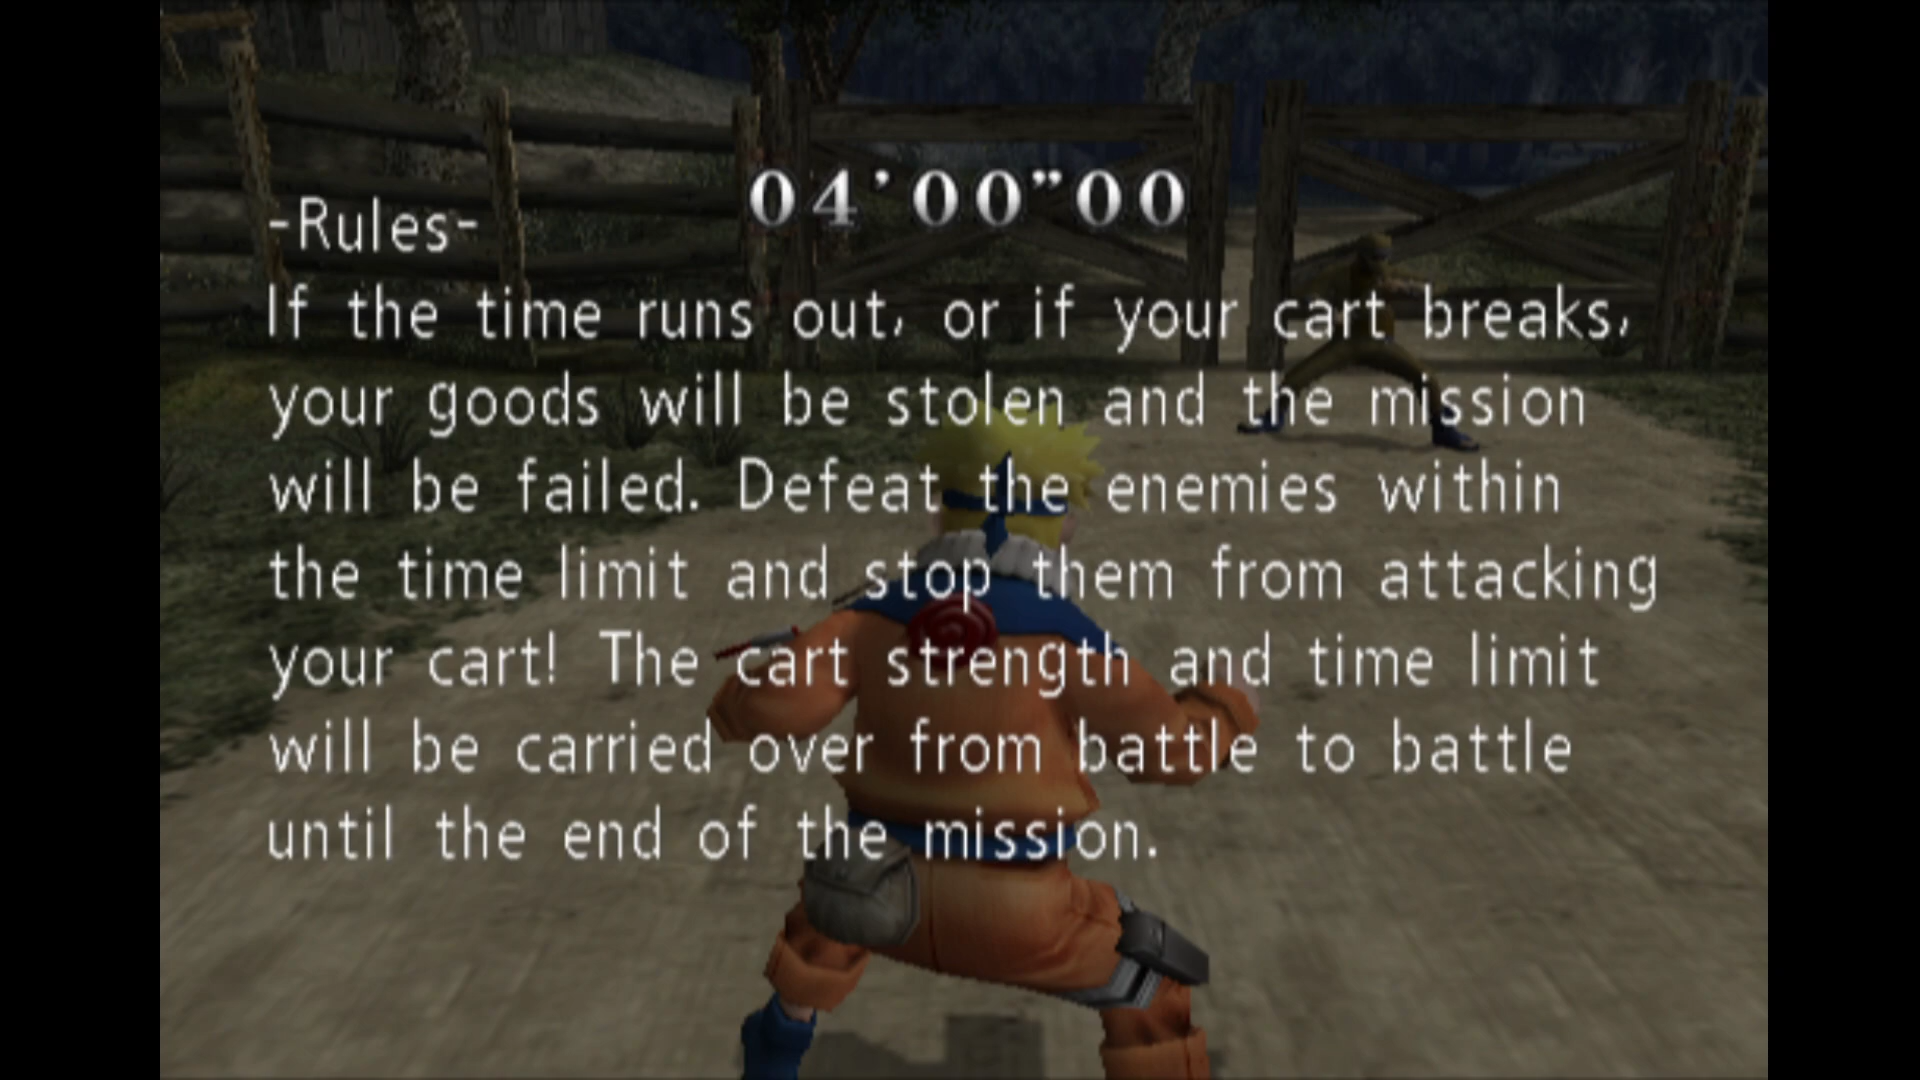 04’00”00
-Rules-
If the time runs out, or if your cart breaks,
your goods will be stolen and the mission
will be failed. Defeat the enemies within
the time limit and stop them from attacking
your cart! The cart strength and time limit
will be carried over from battle to battle
until the end of the mission.